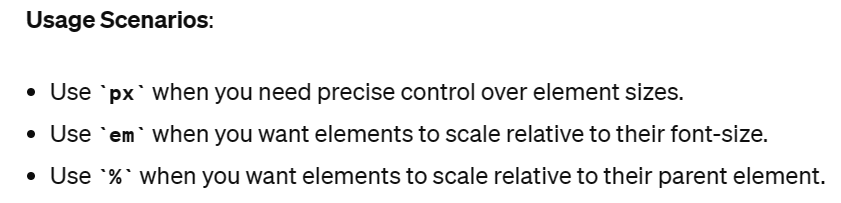 Usage Scenarios:
• Use `px` when you need precise control over element sizes.
• Use `em` when you want elements to scale relative to their font-size.
• Use `%` when you want elements to scale relative to their parent element.